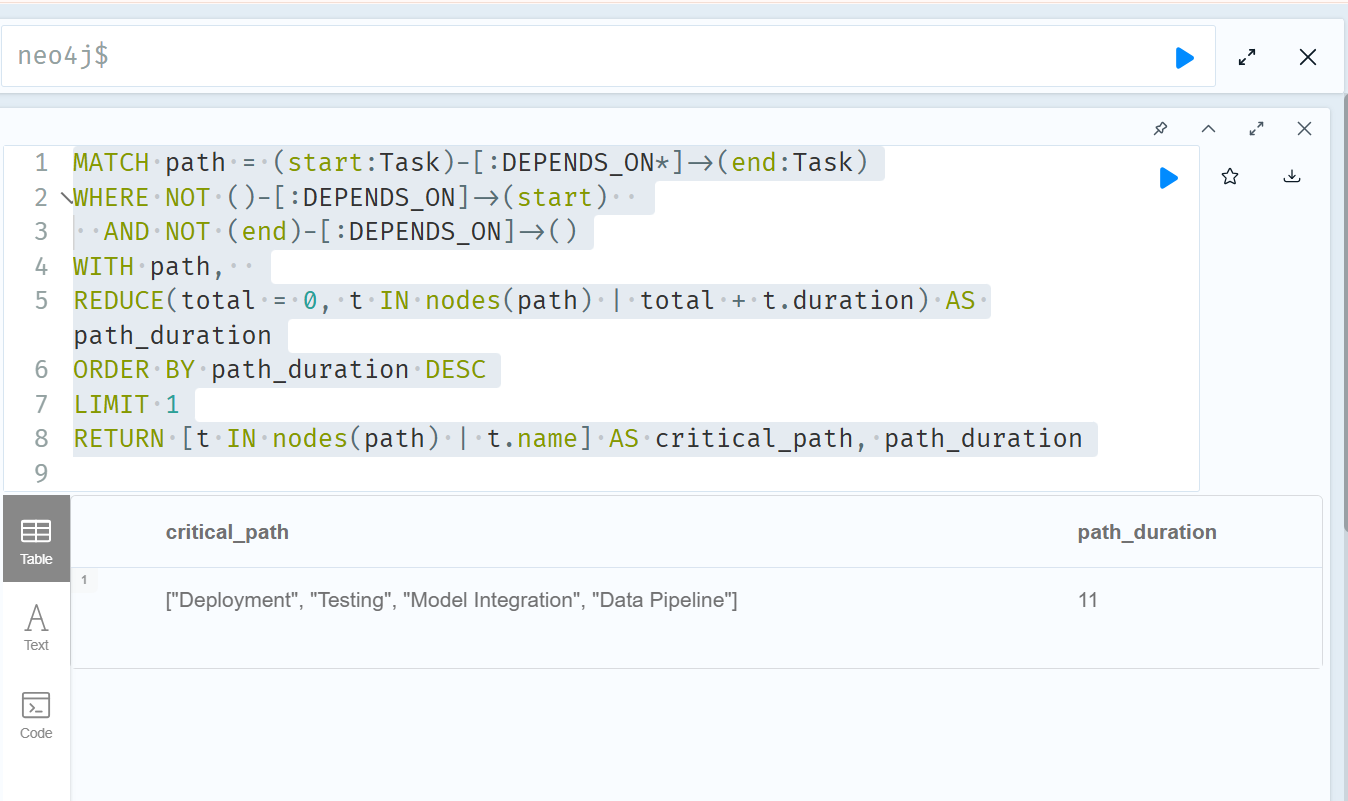 neo4j$
1 MATCH path = (start:Task)-[:DEPENDS_ON*]->(end:Task)
2 WHERE NOT ()-[:DEPENDS_ON]->(start)
3   AND NOT (end)-[:DEPENDS_ON]->()
4 WITH path,
5 REDUCE(total = 0, t IN nodes(path) | total + t.duration) AS
path_duration
6 ORDER BY path_duration DESC
7 LIMIT 1
8 RETURN [t IN nodes(path) | t.name] AS critical_path, path_duration
9
Table
Text
Code
critical_path path_duration
1
["Deployment", "Testing", "Model Integration", "Data Pipeline"] 11